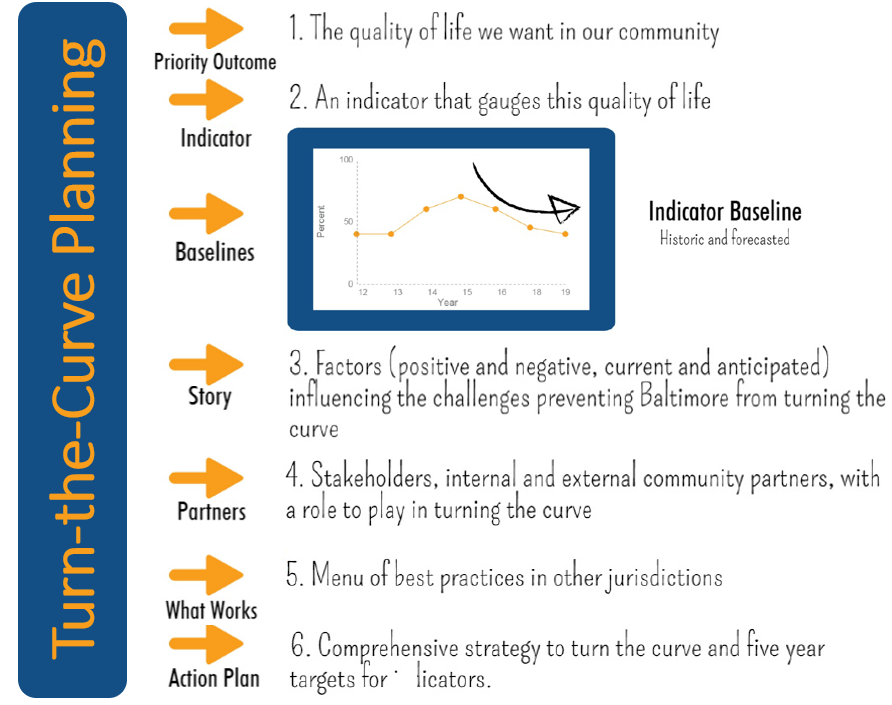 Turn-the-Curve Planning
Priority Outcome
1. The quality of life we want in our community
Indicator
2. An indicator that gauges this quality of life
Baselines
100
50
0
Percent
12 13 14 15 16 18 19
Year
Indicator Baseline
Historic and forecasted
Story
3. Factors (positive and negative, current and anticipated)
influencing the challenges preventing Baltimore from turning the
curve
Partners
4. Stakeholders, internal and external community partners, with
a role to play in turning the curve
What Works
5. Menu of best practices in other jurisdictions
Action Plan
6. Comprehensive strategy to turn the curve and five year
targets for licators.